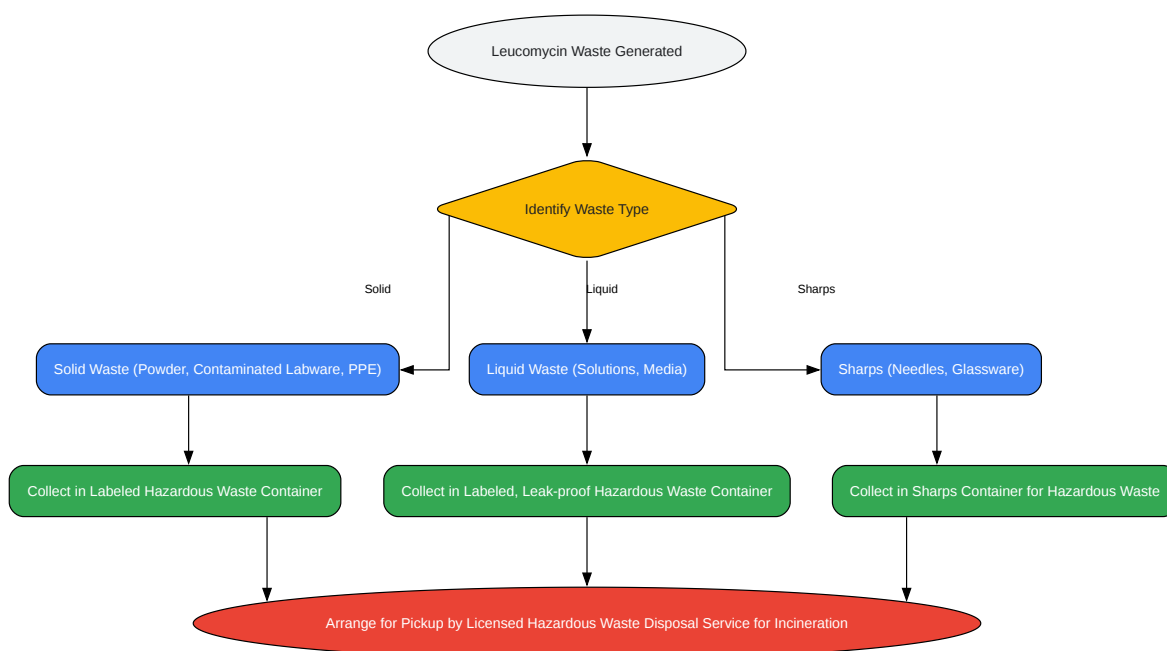 Leucomycin Waste Generated
Identify Waste Type
Solid
Liquid
Sharps
Solid Waste (Powder, Contaminated Labware, PPE)
Liquid Waste (Solutions, Media)
Sharps (Needles, Glassware)
Collect in Labeled Hazardous Waste Container
Collect in Labeled, Leak-proof Hazardous Waste Container
Collect in Sharps Container for Hazardous Waste
Arrange for Pickup by Licensed Hazardous Waste Disposal Service for Incineration